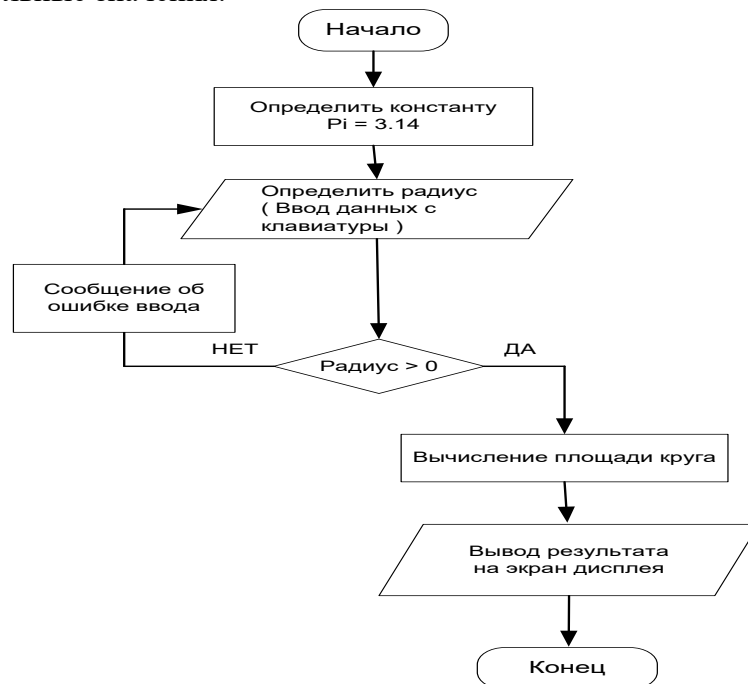 Начало
Определить константу
Pi = 3.14
Определить радиус
( Ввод данных с
клавиатуры )
Сообщение об
ошибке ввода
НЕТ
Радиус > 0
ДА
Вычисление площади круга
Вывод результата
на экран дисплея
Конец